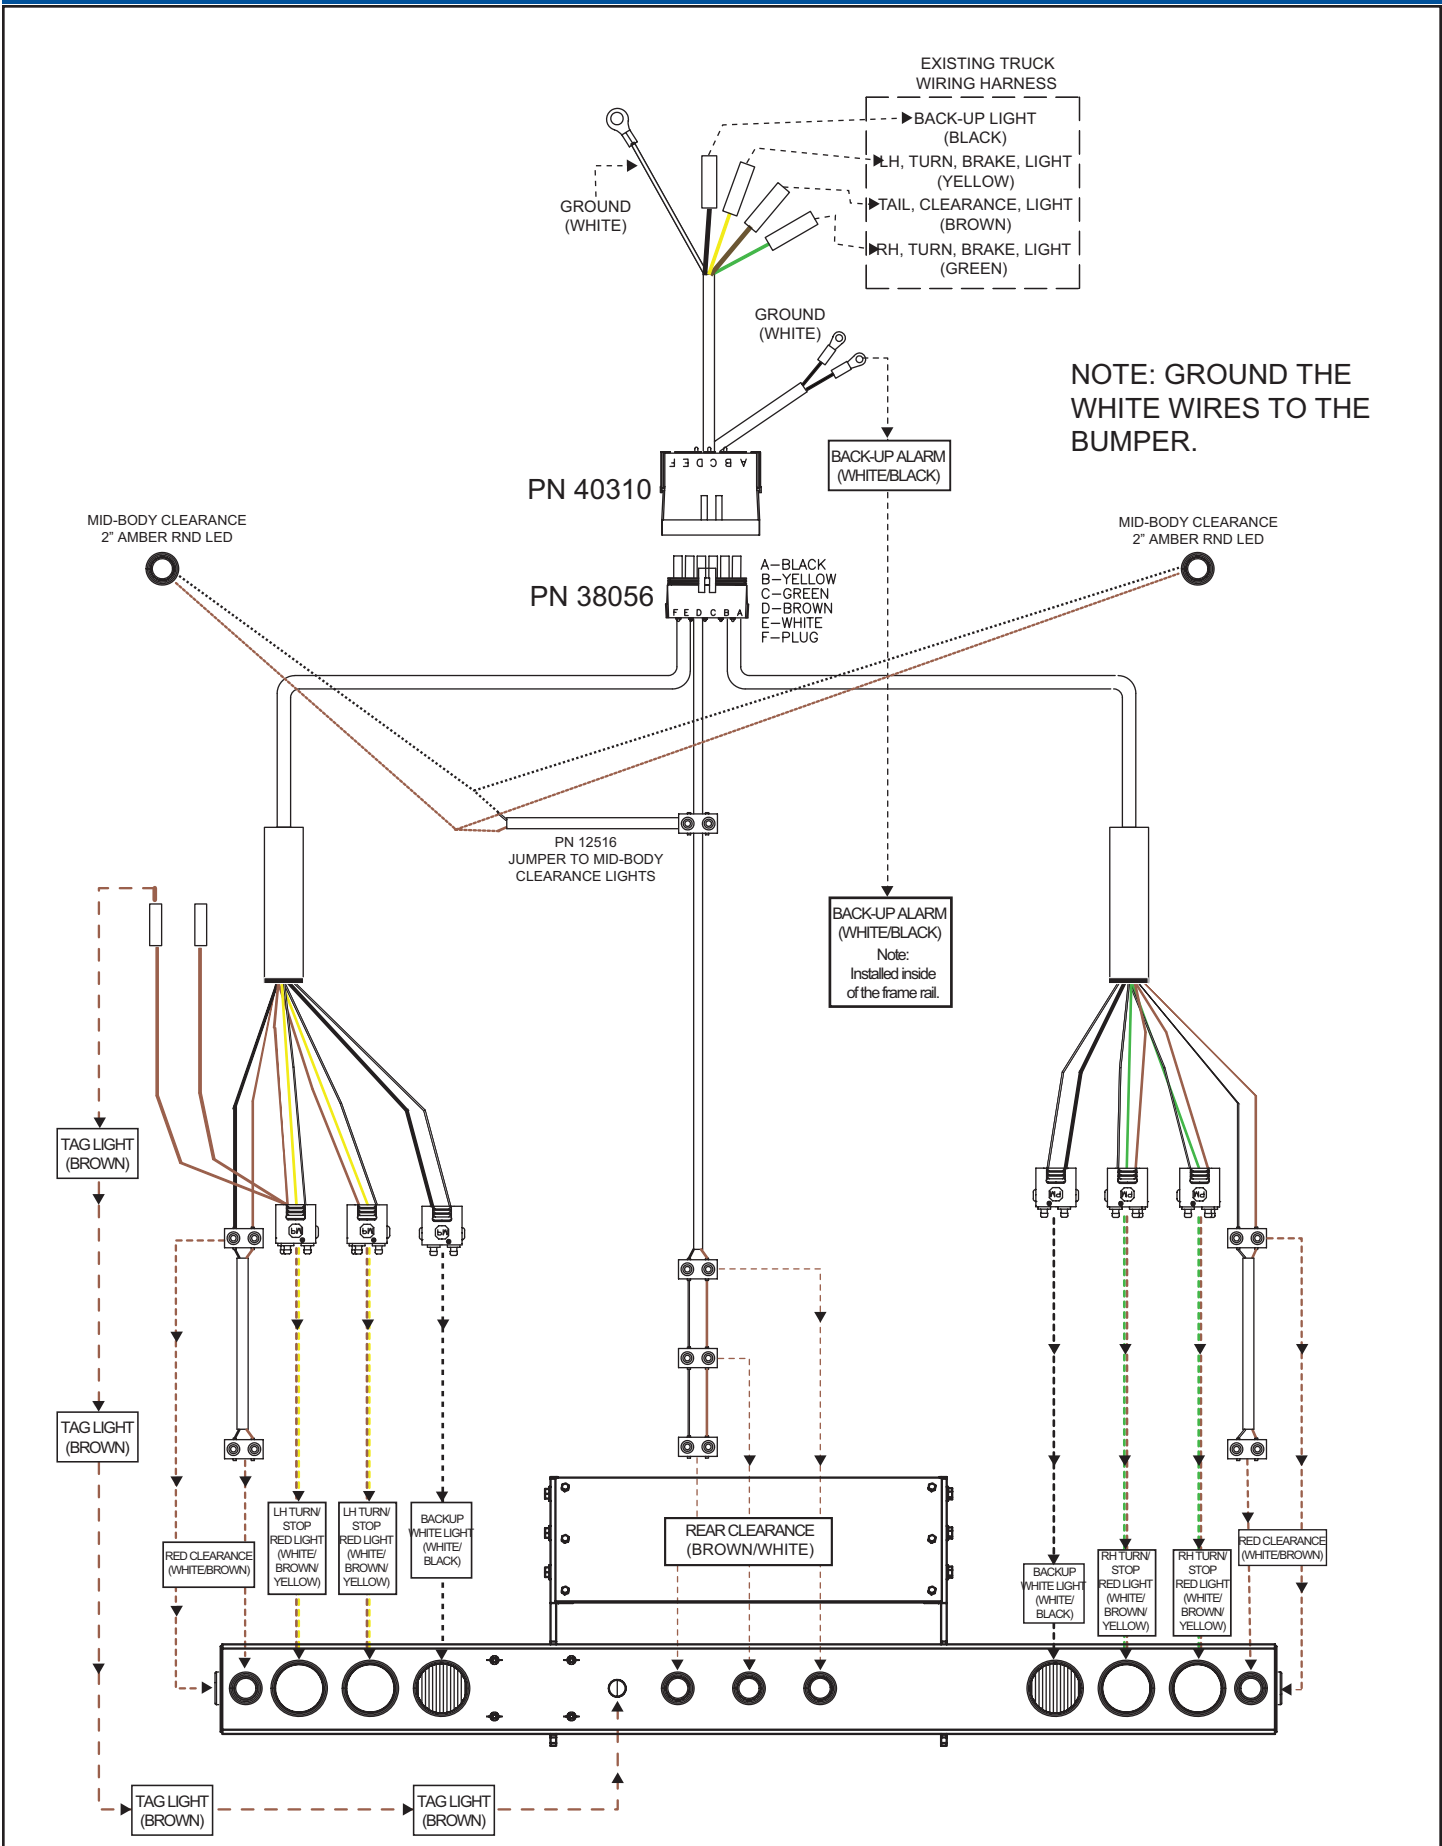 EXISTING TRUCK
WIRING HARNESS
BACK-UP LIGHT
(BLACK)
LH, TURN, BRAKE, LIGHT
(YELLOW)
TAIL, CLEARANCE, LIGHT
(BROWN)
RH, TURN, BRAKE, LIGHT
(GREEN)
GROUND
(WHITE)
GROUND
(WHITE)
NOTE: GROUND THE
WHITE WIRES TO THE
BUMPER.
BACK-UP ALARM
(WHITE/BLACK)
F E D C B A
PN 40310
MID-BODY CLEARANCE
2" AMBER RND LED
MID-BODY CLEARANCE
2" AMBER RND LED
PN 38056
F E D C B A
A-BLACK
B-YELLOW
C-GREEN
D-BROWN
E-WHITE
F-PLUG
PN 12516
JUMPER TO MID-BODY
CLEARANCE LIGHTS
BACK-UP ALARM
(WHITE/BLACK)
Note:
Installed inside
of the frame rail.
TAG LIGHT
(BROWN)
PM
PM
PM
PM
PM
PM
TAG LIGHT
(BROWN)
RED CLEARANCE
(WHITE/BROWN)
LH TURN/
STOP
RED LIGHT
(WHITE/
BROWN/
YELLOW)
LH TURN/
STOP
RED LIGHT
(WHITE/
BROWN/
YELLOW)
BACKUP
WHITE LIGHT
(WHITE/
BLACK)
REAR CLEARANCE
(BROWN/WHITE)
BACKUP
WHITE LIGHT
(WHITE/
BLACK)
RH TURN/
STOP
RED LIGHT
(WHITE/
BROWN/
YELLOW)
RH TURN/
STOP
RED LIGHT
(WHITE/
BROWN/
YELLOW)
RED CLEARANCE
(WHITE/BROWN)
TAG LIGHT
(BROWN)
TAG LIGHT
(BROWN)